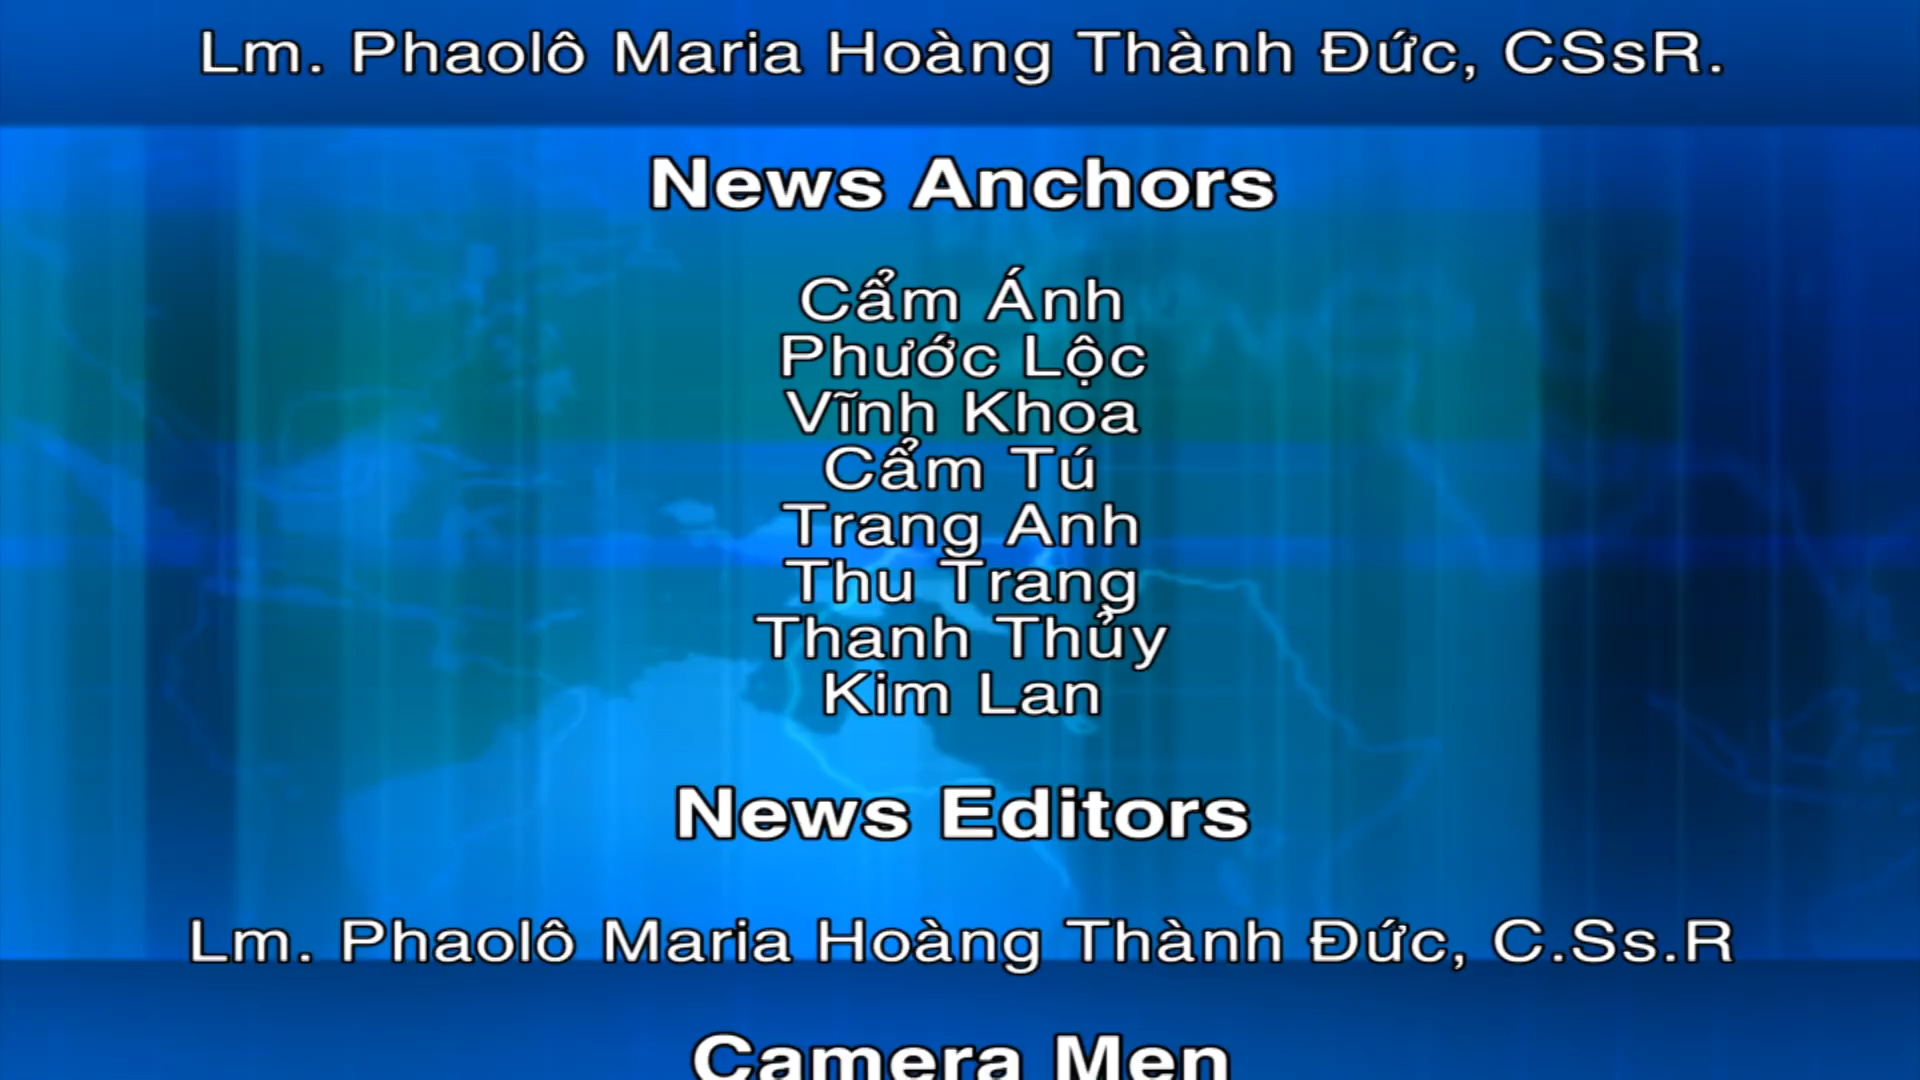 Lm. Phaolô Maria Hoàng Thành Đức, CSsR.
News Anchors
Cẩm Ánh
Phước Lộc
Vĩnh Khoa
Cẩm Tú
Trang Anh
Thu Trang
Thanh Thủy
Kim Lan
News Editors
Lm. Phaolô Maria Hoàng Thành Đức, C.Ss.R
Camera Men